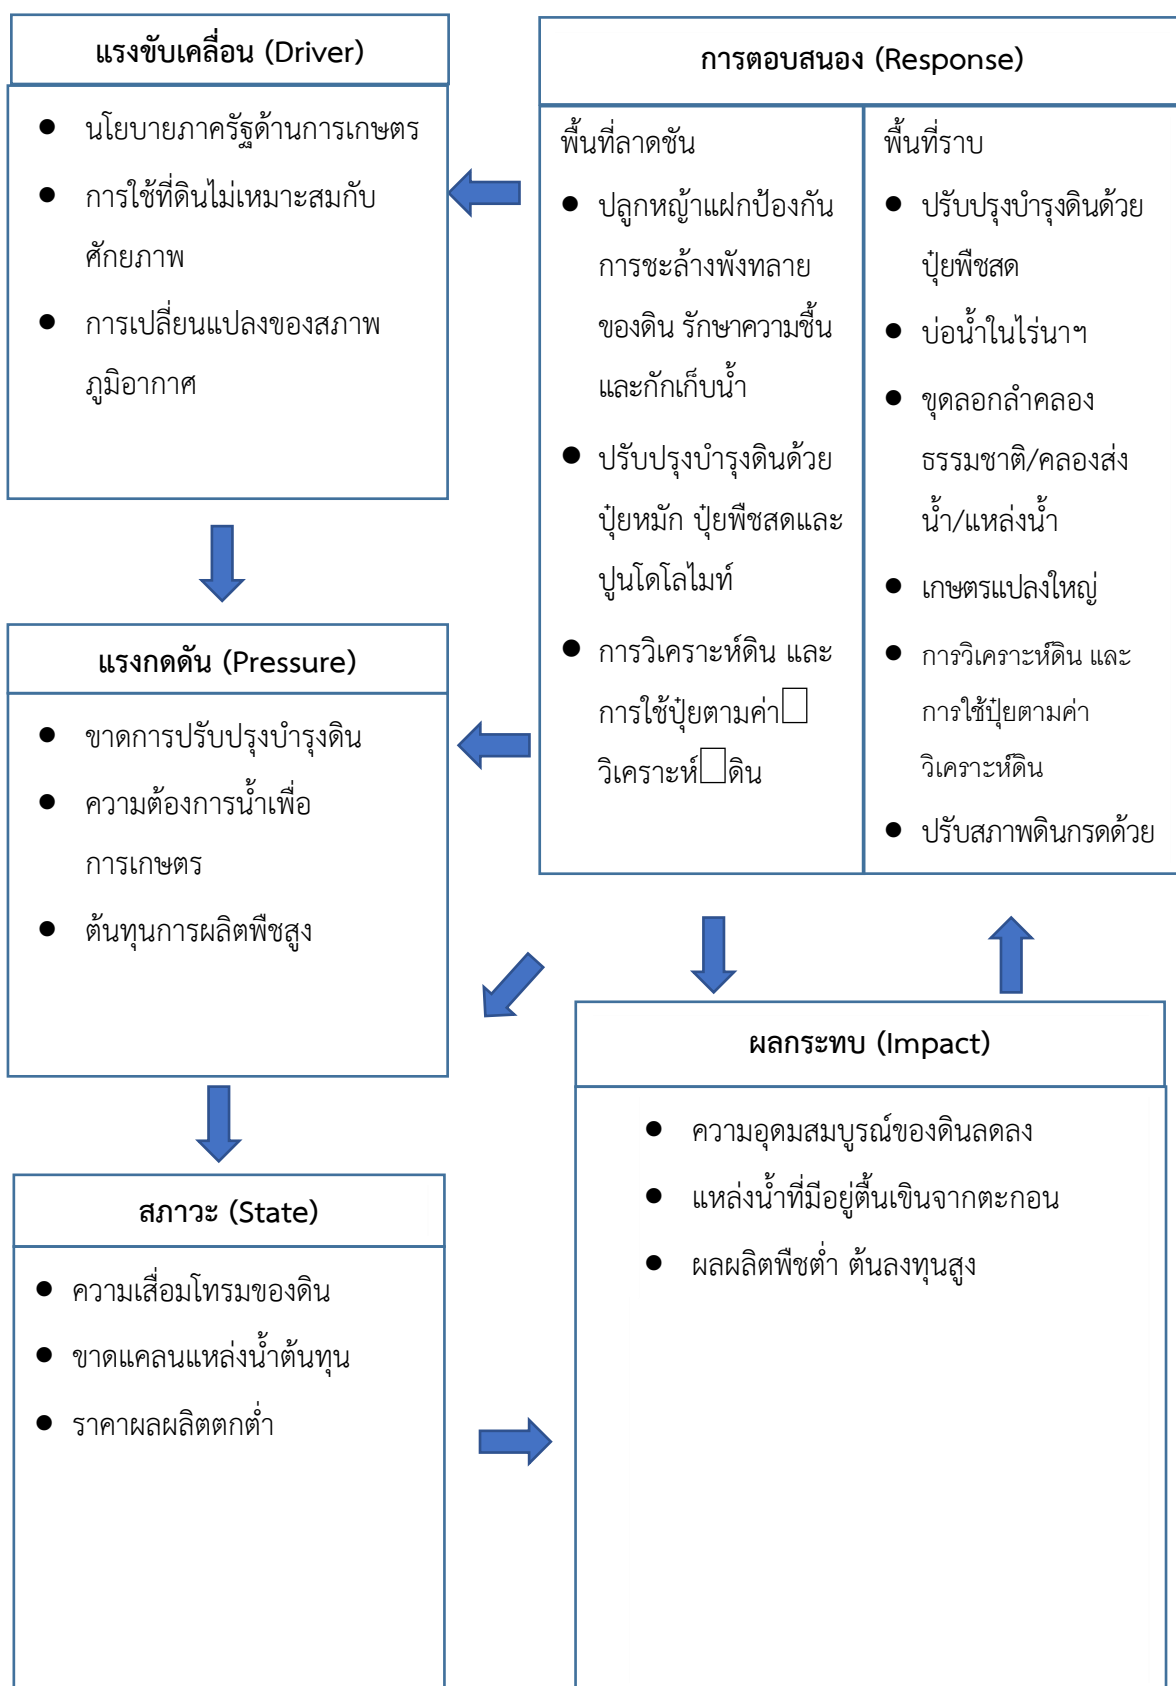 แรงขับเคลื่อน (Driver)
นโยบายภาครัฐด้านการเกษตร
การใช้ที่ดินไม่เหมาะสมกับ
ศักยภาพ
การเปลี่ยนแปลงของสภาพ
ภูมิอากาศ
การตอบสนอง (Response)
พื้นที่ลาดชัน
ปลูกหญ้าแฝกป้องกัน
การชะล้างพังทลาย
ของดิน รักษาความชื้น
และกักเก็บน้ำ
ปรับปรุงบำรุงดินด้วย
ปุ๋ยหมัก ปุ๋ยพืชสดและ
ปูนโดโลไมท์
การวิเคราะห์ดิน และ
การใช้ปุ๋ยตามค่า
วิเคราะห์ดิน
พื้นที่ราบ
ปรับปรุงบำรุงดินด้วย
ปุ๋ยพืชสด
บ่อน้ำในไร่นาฯ
ขุดลอกลำคลอง
ธรรมชาติ/คลองส่ง
น้ำ/แหล่งน้ำ
เกษตรแปลงใหญ่
การวิเคราะห์ดิน และ
การใช้ปุ๋ยตามค่า
วิเคราะห์ดิน
ปรับสภาพดินกรดด้วย
แรงกดดัน (Pressure)
ขาดการปรับปรุงบำรุงดิน
ความต้องการน้ำเพื่อ
การเกษตร
ต้นทุนการผลิตพืชสูง
ผลกระทบ (Impact)
ความอุดมสมบูรณ์ของดินลดลง
แหล่งน้ำที่มีอยู่ตื้นเขินจากตะกอน
ผลผลิตพืชต่ำ ต้นลงทุนสูง
สภาวะ (State)
ความเสื่อมโทรมของดิน
ขาดแคลนแหล่งน้ำต้นทุน
ราคาผลผลิตตกต่ำ